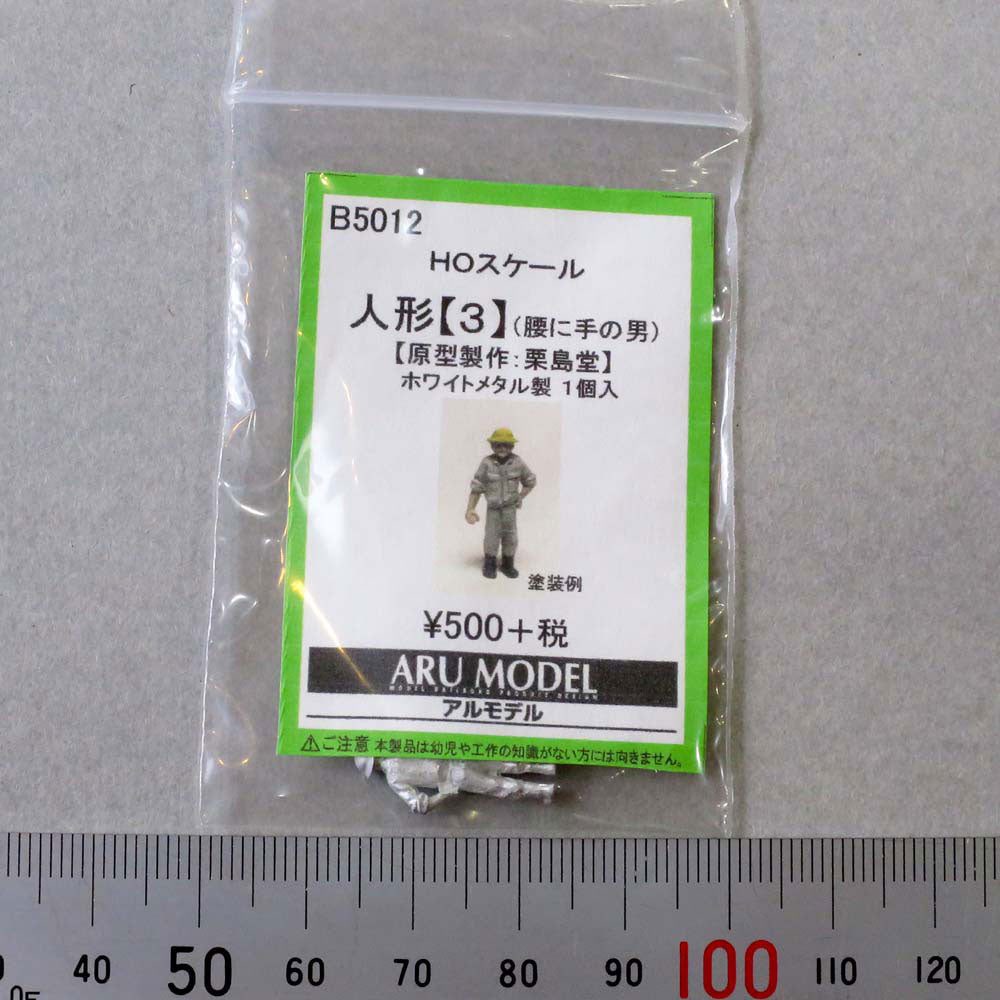 B5012
HOスケール
人形【3】(腰に手の男)
【原型製作:栗島堂】
ホワイトメタル製 1個入
塗装例
¥500+税
ARU MODEL
MODEL RAILROAD PRODUCT DESIGN
アルモデル
⚠ご注意 本製品は幼児や工作の知識がない方には向きません。
40 50 60 70 80 90 100 110 120